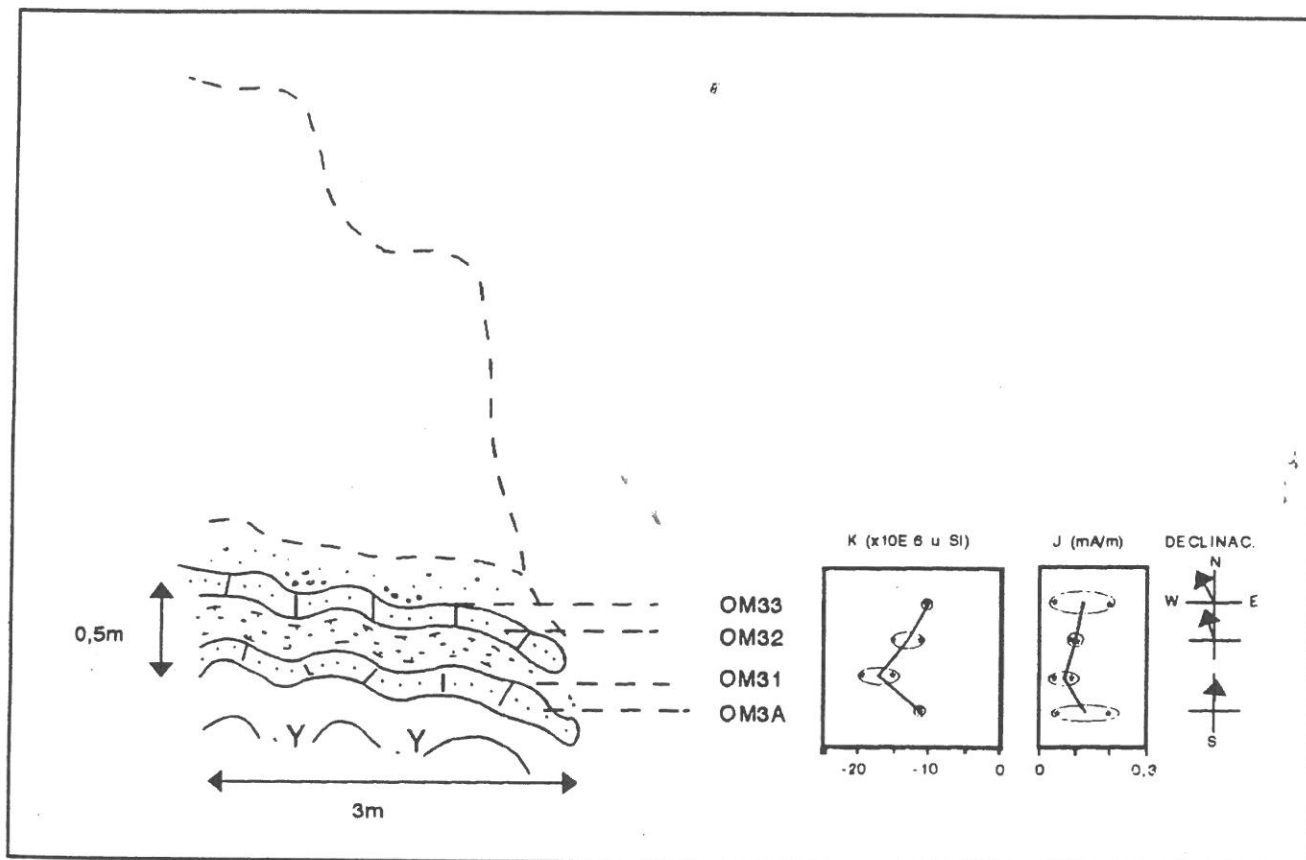 K (x10E 6 u SI)
J (mA/m)
DECLINAC.
N
W E
OM33
OM32
OM31
OM3A
S
0,5m
Y Y
3m
-20 -10 0
0 0,3